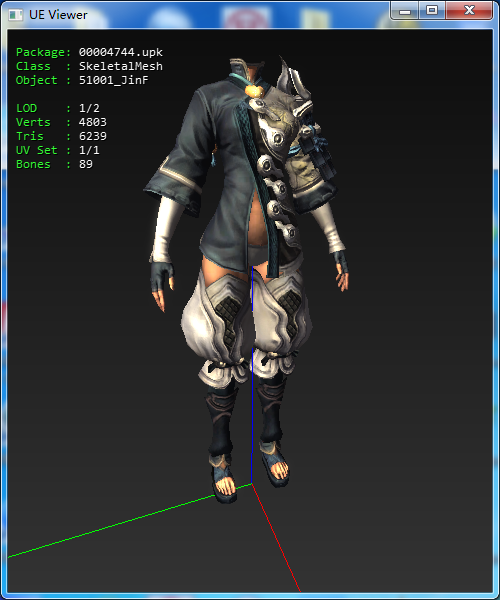 UE Viewer
Package: 00004744.upk
Class : SkeletalMesh
Object : 51001_JinF
LOD : 1/2
Verts : 4803
Tris : 6239
UV Set : 1/1
Bones : 89